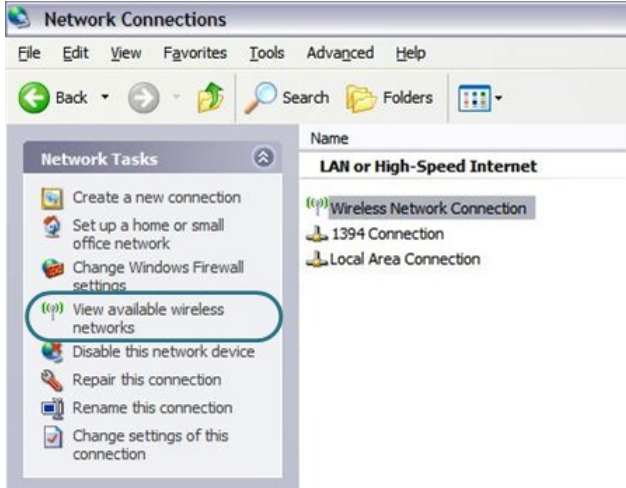 Network Connections
File Edit View Favorites Tools Advanced Help
Back Search Folders
Name
Network Tasks
LAN or High-Speed Internet
Create a new connection
Set up a home or small
office network
Change Windows Firewall
settings
View available wireless
networks
Disable this network device
Repair this connection
Rename this connection
Change settings of this
connection
Wireless Network Connection
1394 Connection
Local Area Connection